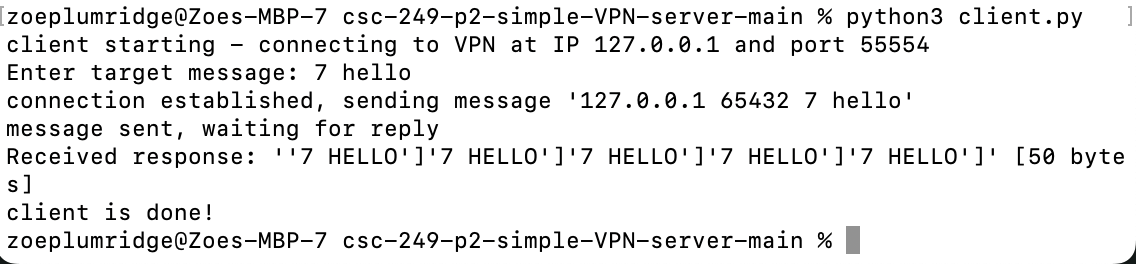 [zoeplumridge@Zoes-MBP-7 csc-249-p2-simple-VPN-server-main % python3 client.py ]
client starting - connecting to VPN at IP 127.0.0.1 and port 55554
Enter target message: 7 hello
connection established, sending message '127.0.0.1 65432 7 hello'
message sent, waiting for reply
Received response: ''7 HELLO']'7 HELLO']'7 HELLO']'7 HELLO']'7 HELLO']' [50 byte
s]
client is done!
zoeplumridge@Zoes-MBP-7 csc-249-p2-simple-VPN-server-main %